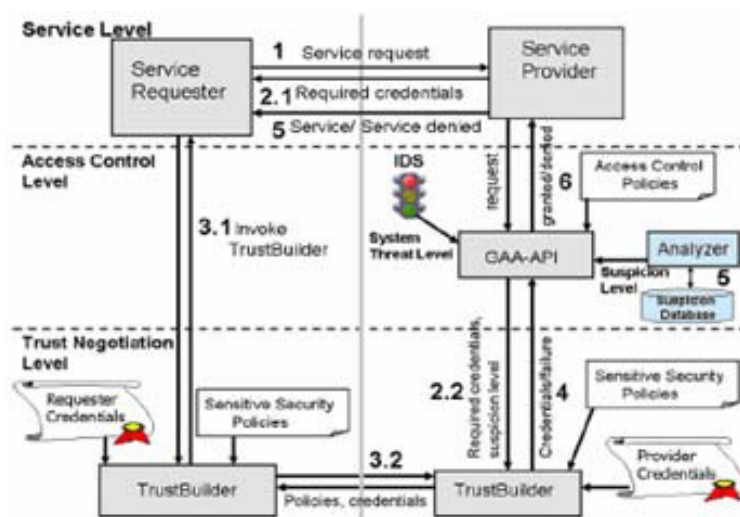 Service Level
Service
Requester
1 Service request
2.1 Required credentials
5 Service/ Service denied
Service
Provider
Access Control
Level
3.1 Invoke
TrustBuilder
IDS
System
Threat Level
request
granted/denied
6
Access Control
Policies
GAA-API
Suspicion
Level
Analyzer
5
Suspicion
Database
Trust Negotiation
Level
Requester
Credentials
Sensitive Security
Policies
2.2
Required credentials,
suspicion level
Credentials/failure
4
Sensitive Security
Policies
Provider
Credentials
TrustBuilder
3.2
Policies, credentials
TrustBuilder